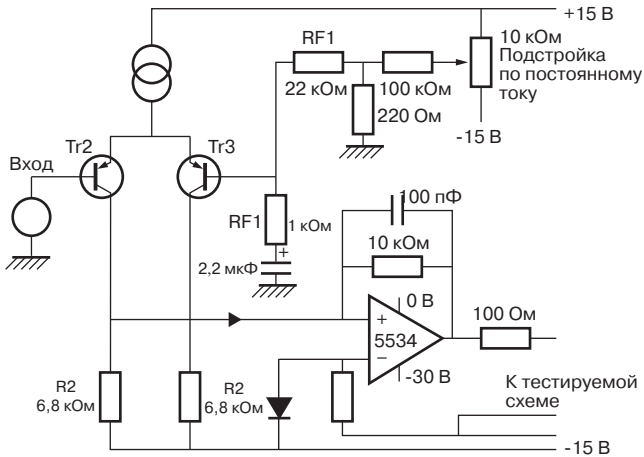 +15 В
RF1
10 кОм
Подстройка
по постоянному
току
22 кОм
100 кОм
220 Ом
-15 В
Tr2
Tr3
Вход
RF1
1 кОм
+
2,2 мкФ
100 пФ
10 кОм
0 В
100 Ом
+
5534
–
-30 В
R2
6,8 кОм
R2
6,8 кОм
К тестируемой
схеме
-15 В